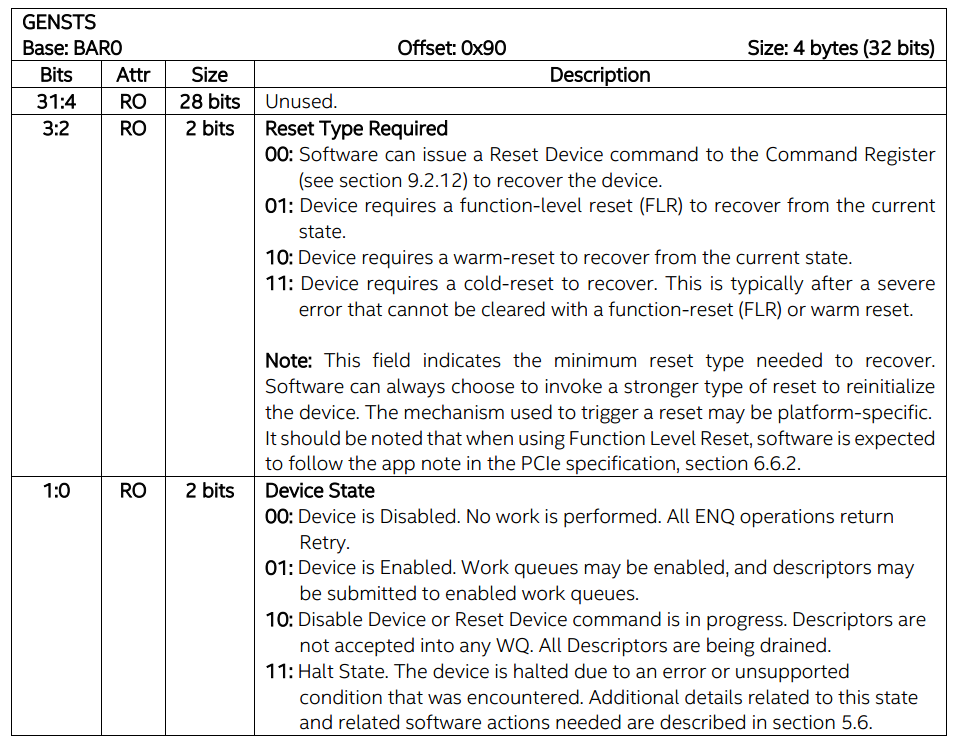 GENSTS
Base: BAR0 Offset: 0x90 Size: 4 bytes (32 bits)
Bits Attr Size Description
31:4 RO 28 bits Unused.
3:2 RO 2 bits Reset Type Required
00: Software can issue a Reset Device command to the Command Register
(see section 9.2.12) to recover the device.
01: Device requires a function-level reset (FLR) to recover from the current
state.
10: Device requires a warm-reset to recover from the current state.
11: Device requires a cold-reset to recover. This is typically after a severe
error that cannot be cleared with a function-reset (FLR) or warm reset.
Note: This field indicates the minimum reset type needed to recover.
Software can always choose to invoke a stronger type of reset to reinitialize
the device. The mechanism used to trigger a reset may be platform-specific.
It should be noted that when using Function Level Reset, software is expected
to follow the app note in the PCIe specification, section 6.6.2.
1:0 RO 2 bits Device State
00: Device is Disabled. No work is performed. All ENQ operations return
Retry.
01: Device is Enabled. Work queues may be enabled, and descriptors may
be submitted to enabled work queues.
10: Disable Device or Reset Device command is in progress. Descriptors are
not accepted into any WQ. All Descriptors are being drained.
11: Halt State. The device is halted due to an error or unsupported
condition that was encountered. Additional details related to this state
and related software actions needed are described in section 5.6.